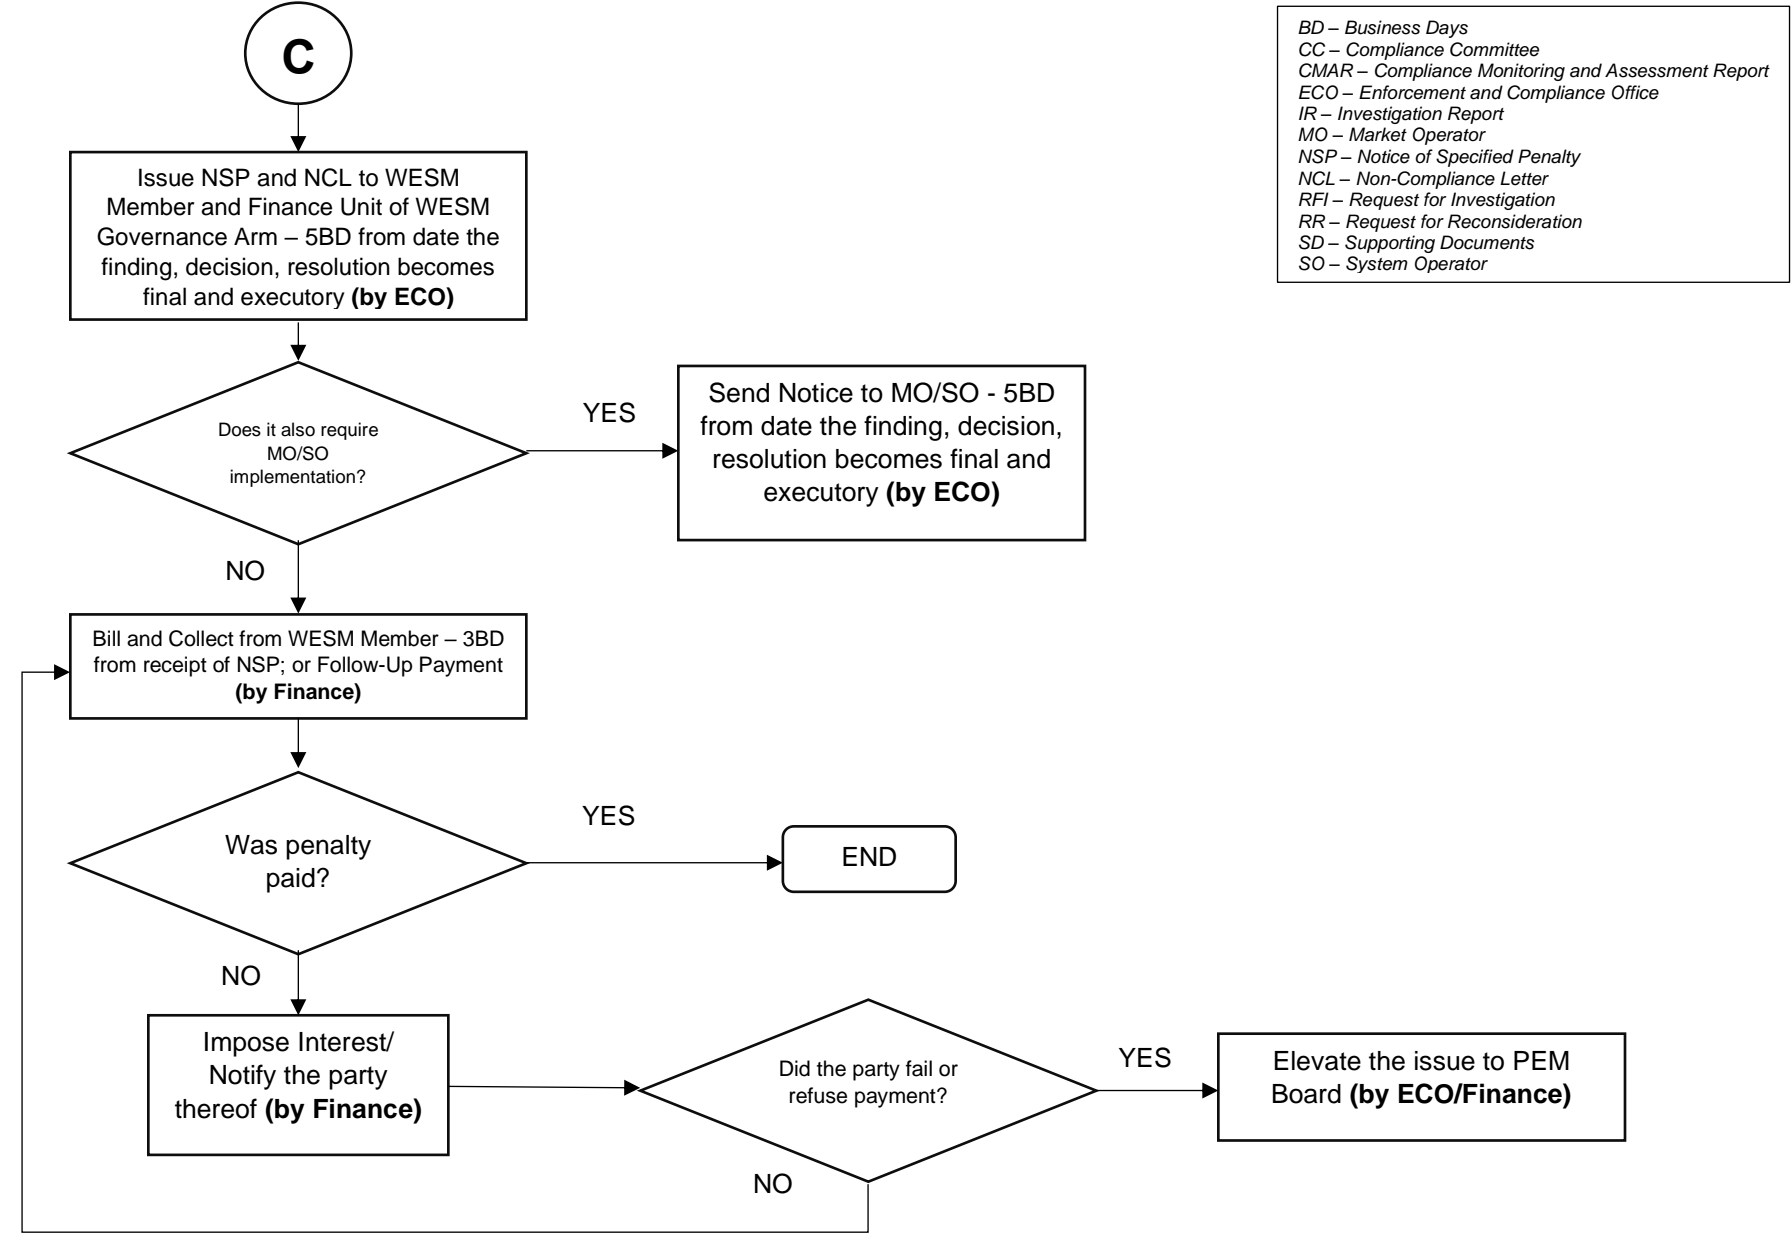 C
BD – Business Days
CC – Compliance Committee
CMAR – Compliance Monitoring and Assessment Report
ECO – Enforcement and Compliance Office
IR – Investigation Report
MO – Market Operator
NSP – Notice of Specified Penalty
NCL – Non-Compliance Letter
RFI – Request for Investigation
RR – Request for Reconsideration
SD – Supporting Documents
SO – System Operator
Issue NSP and NCL to WESM
Member and Finance Unit of WESM
Governance Arm – 5BD from date the
finding, decision, resolution becomes
final and executory (by ECO)
Does it also require
MO/SO
implementation?
YES
Send Notice to MO/SO - 5BD
from date the finding, decision,
resolution becomes final and
executory (by ECO)
NO
Bill and Collect from WESM Member – 3BD
from receipt of NSP; or Follow-Up Payment
(by Finance)
Was penalty
paid?
YES
END
NO
Impose Interest/
Notify the party
thereof (by Finance)
Did the party fail or
refuse payment?
YES
Elevate the issue to PEM
Board (by ECO/Finance)
NO